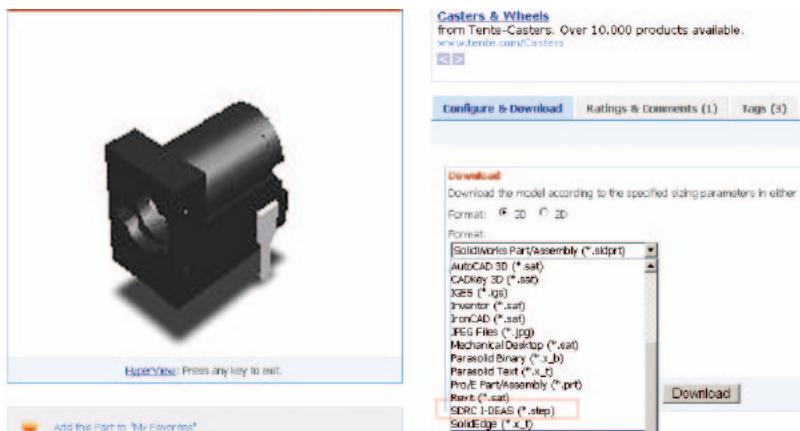 Casters & Wheels
from Tente-Casters. Over 10.000 products available.
www.tente.com/Casters
Configure & Download Ratings & Comments (1) Tags (3)
Download
Download the model according to the specified sizing parameters in either
Format: 3D 2D
Format:
SolidWorks Part/Assembly (*.sldprt)
AutoCAD 3D (*.sat)
CADKey 3D (*.sat)
IGES (*.igs)
Inventor (*.sat)
IronCAD (*.sat)
JPEG Files (*.jpg)
Mechanical Desktop (*.sat)
Parasolid Binary (*.x_b)
Parasolid Text (*.x_t)
Pro/E Part/Assembly (*.prt)
Revit (*.sat)
SDRC I-DEAS (*.step)
SolidEdge (*.x_t)
Download
HyperView: Press any key to exit.
Add this Part to "My Favorites"